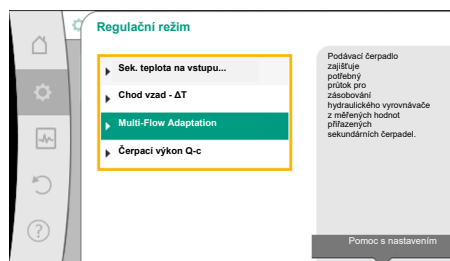 Regulační režim
Sek. teplota na vstupu...
Chod vzad - ΔT
Multi-Flow Adaptation
Čerpací výkon Q-c
Podávací čerpadlo
zajišťuje
potřebný
průtok pro
zásobování
hydraulického vyrovnávače
z měřených hodnot
přiřazených
sekundárních čerpadel.
Pomoc s nastavením